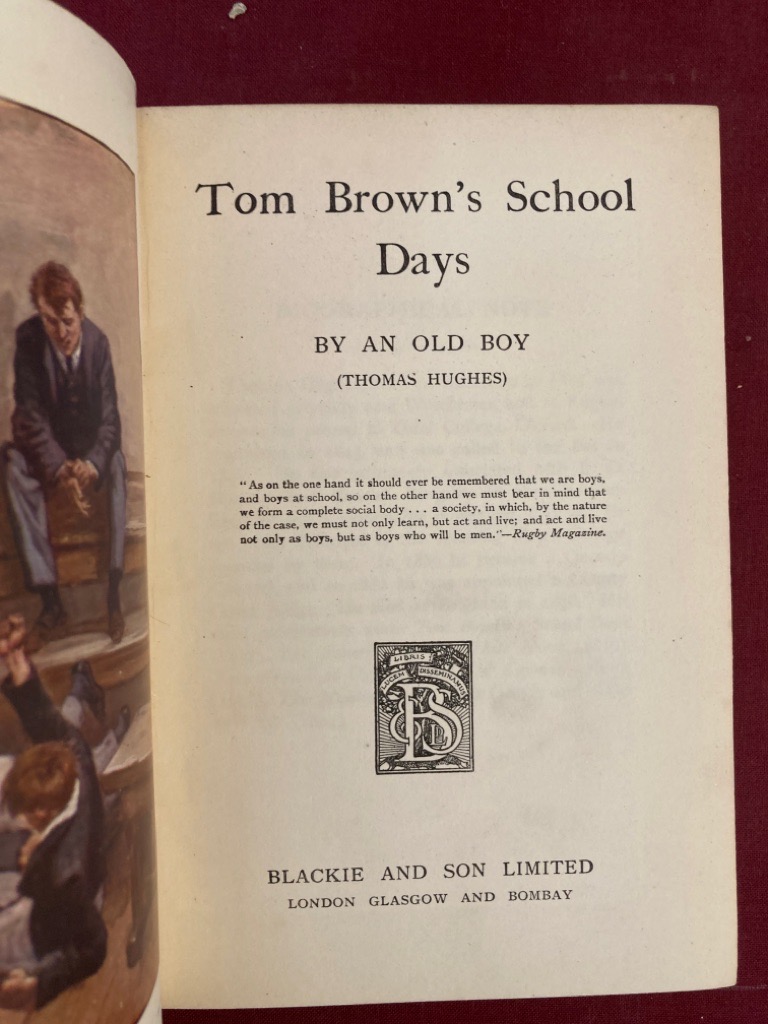 Tom Brown's School
Days
BY AN OLD BOY
(THOMAS HUGHES)
"As on the one hand it should ever be remembered that we are boys,
and boys at school, so on the other hand we must bear in mind that
we form a complete social body . . . a society, in which, by the nature
of the case, we must not only learn, but act and live; and act and live
not only as boys, but as boys who will be men."—Rugby Magazine.
LIBRIS
LUCEM DISSEMINAMUS
BLACKIE AND SON LIMITED
LONDON GLASGOW AND BOMBAY